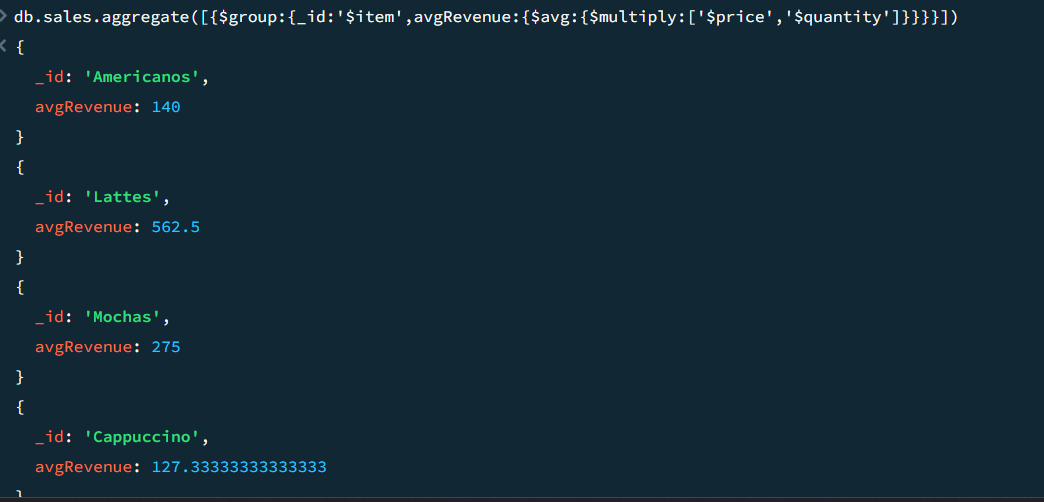 > db.sales.aggregate([{$group:{_id:'$item',avgRevenue:{$avg:{$multiply:['$price','$quantity']}}}}])
< {
_id: 'Americanos',
avgRevenue: 140
}
{
_id: 'Lattes',
avgRevenue: 562.5
}
{
_id: 'Mochas',
avgRevenue: 275
}
{
_id: 'Cappuccino',
avgRevenue: 127.33333333333333
}